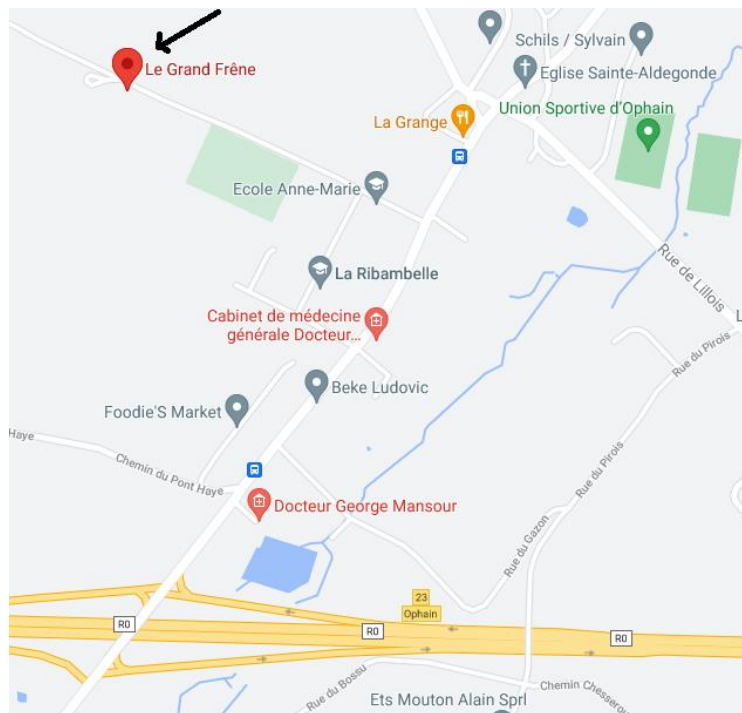 Schils / Sylvain
Le Grand Frêne
Eglise Sainte-Aldegonde
Union Sportive d'Ophain
La Grange
Ecole Anne-Marie
Rue de Lillois
La Ribambelle
Cabinet de médecine
générale Docteur...
L
Rue du Pirois
Beke Ludovic
Foodie'S Market
Haye
Chemin du Pont Haye
Rue du Pirois
Docteur George Mansour
Rue du Gazon
23
Ophain
R0
R0
R0
Rue du Bossu
Chemin Chesserou
Ets Mouton Alain Sprl